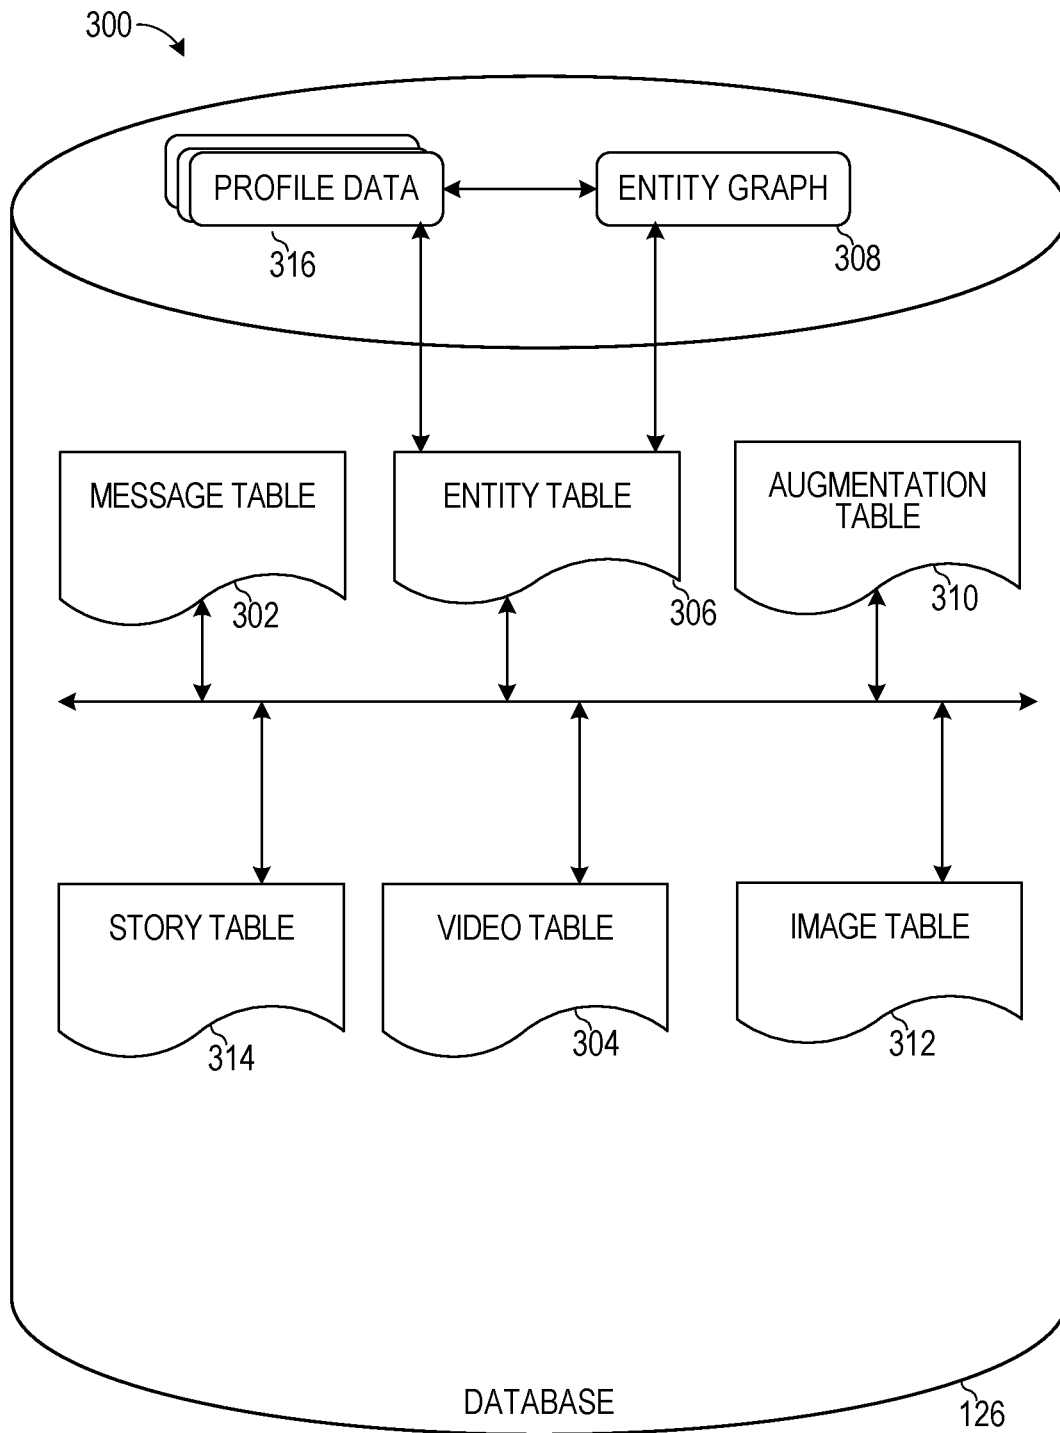 300
PROFILE DATA
ENTITY GRAPH
316
308
MESSAGE TABLE
ENTITY TABLE
AUGMENTATION
TABLE
302
306
310
STORY TABLE
VIDEO TABLE
IMAGE TABLE
314
304
312
DATABASE
126